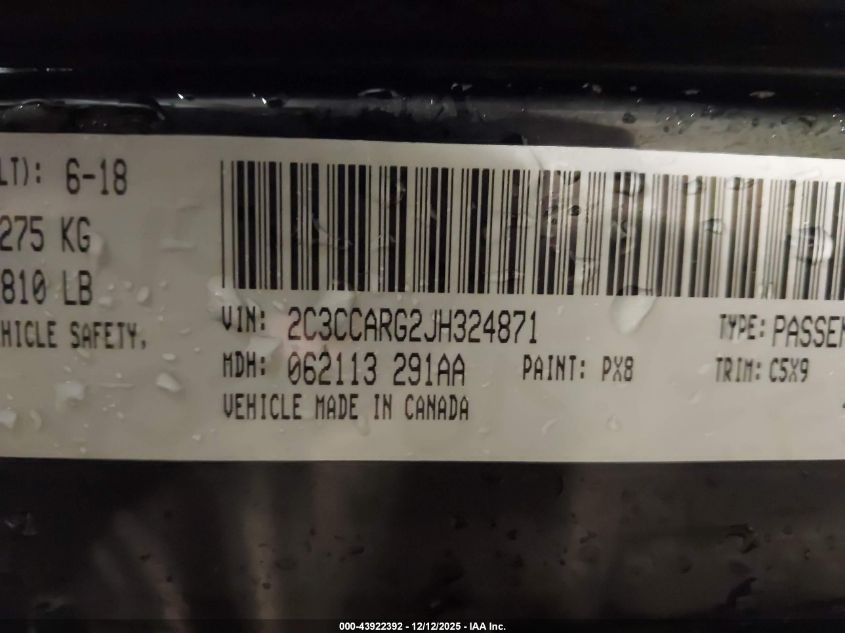 LT): 6-18
275 KG
810 LB
HICLE SAFETY,
VIN: 2C3CCARG2JH324871 TYPE: PASSEN
MDH: 062113 291AA PAINT: PX8 TRIM: C5X9
VEHICLE MADE IN CANADA
000-43922392 - 12/12/2025 - IAA Inc.